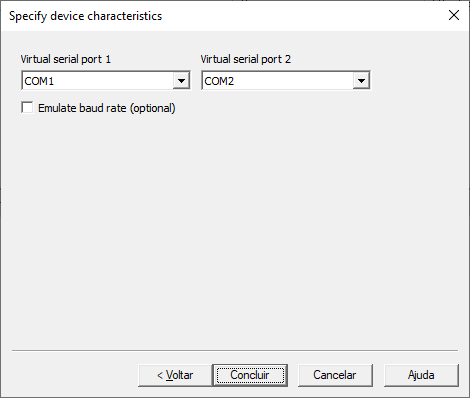 Specify device characteristics
Virtual serial port 1 Virtual serial port 2
COM1 COM2
Emulate baud rate (optional)
< Voltar Concluir Cancelar Ajuda